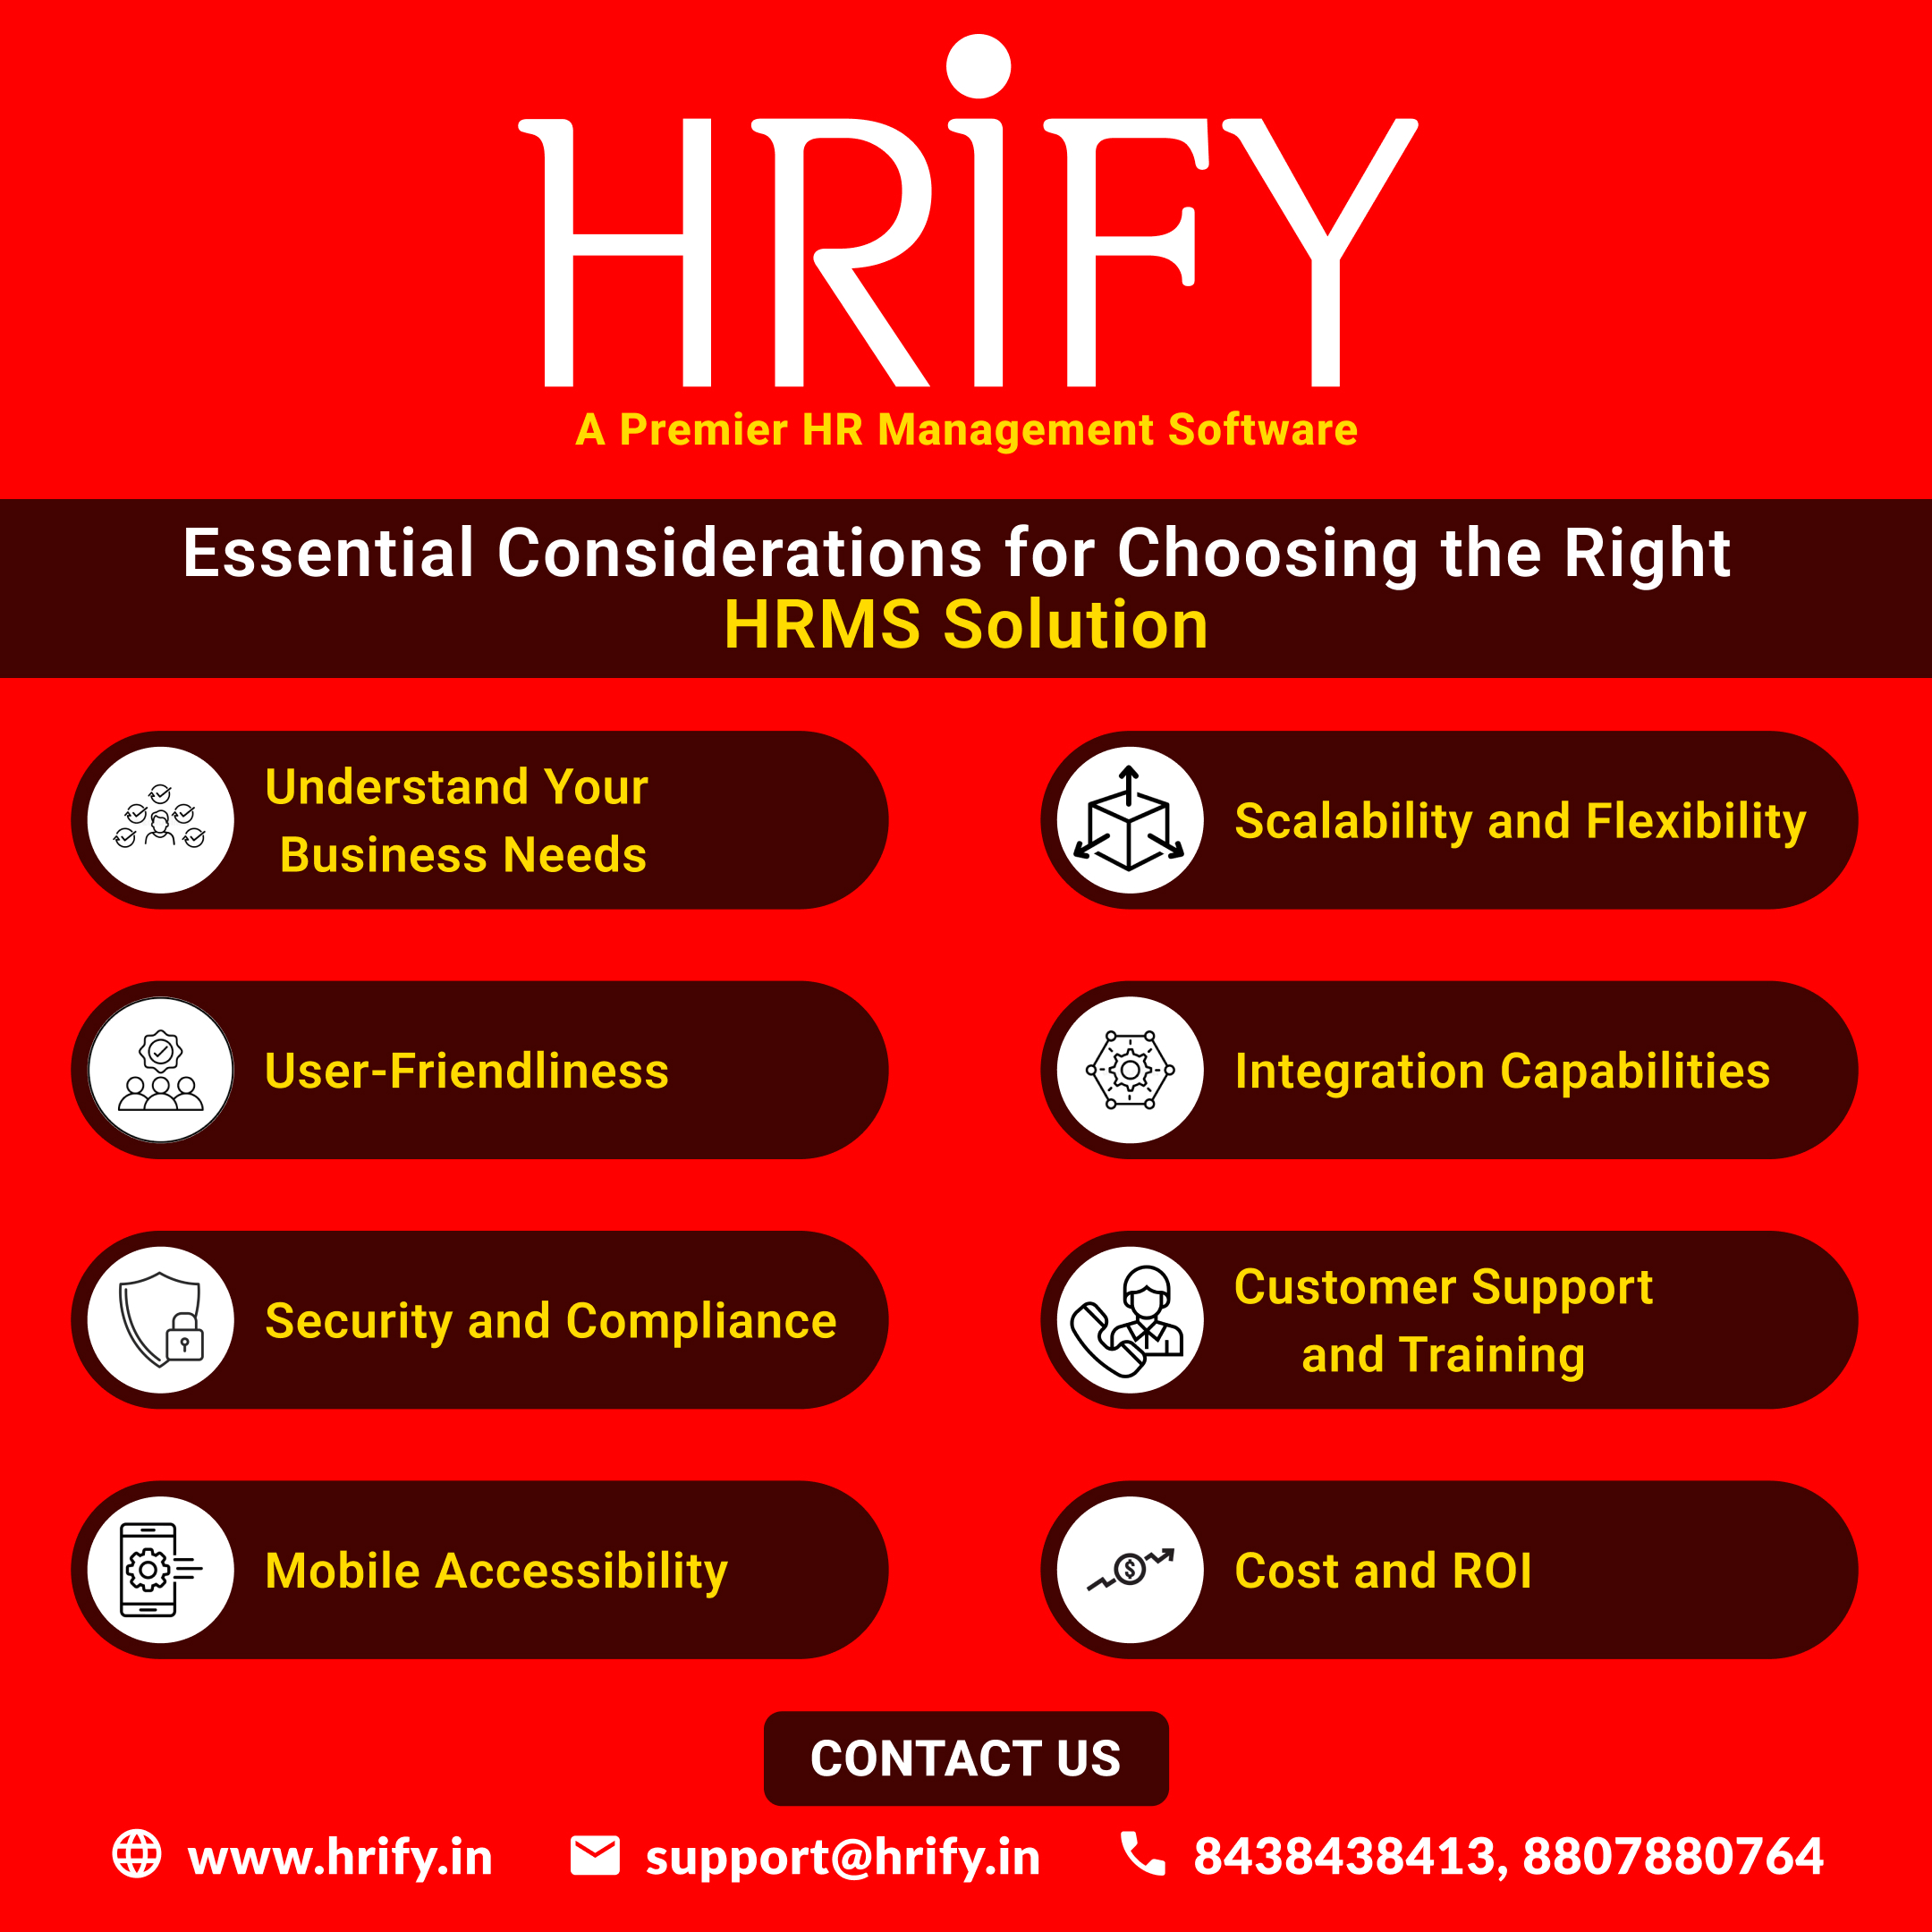 HRiFY
A Premier HR Management Software
Essential Considerations for Choosing the Right
HRMS Solution
Understand Your
Business Needs
Scalability and Flexibility
User-Friendliness
Integration Capabilities
Security and Compliance
Customer Support
and Training
Mobile Accessibility
Cost and ROI
CONTACT US
www.hrify.in
support@hrify.in
8438438413, 8807880764